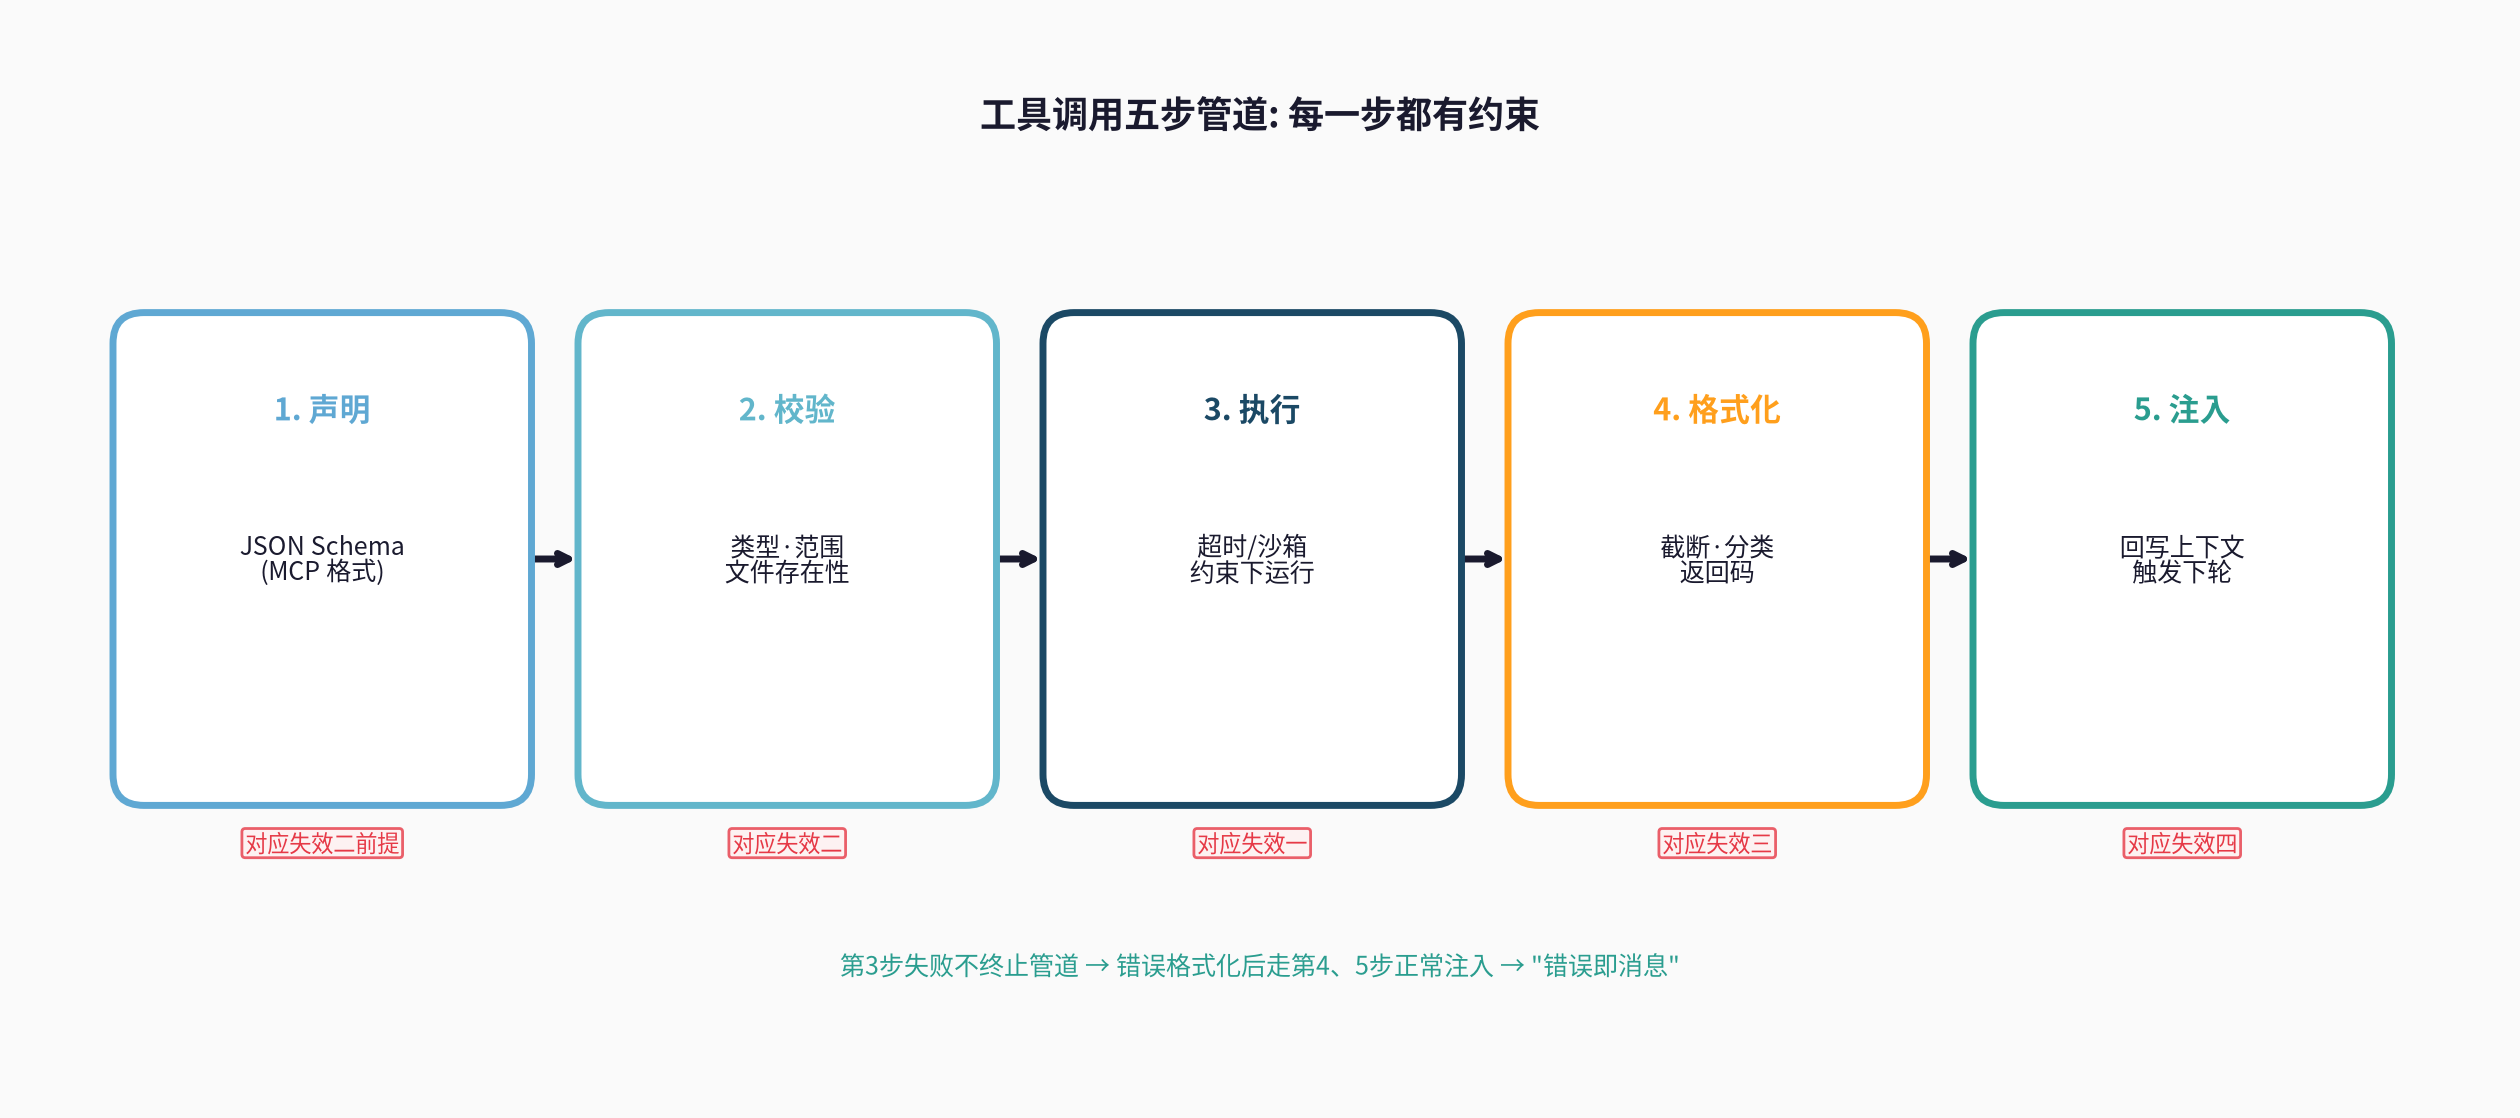 工具调用五步管道: 每一步都有约束
1. 声明
JSON Schema
(MCP 格式)
对应失效二前提
2. 校验
类型·范围
文件存在性
对应失效二
3. 执行
超时/沙箱
约束下运行
对应失效一
4. 格式化
截断·分类
返回码
对应失效三
5. 注入
回写上下文
触发下轮
对应失效四
第3步失败不终止管道 → 错误格式化后走第4、5步正常注入 → "错误即消息"